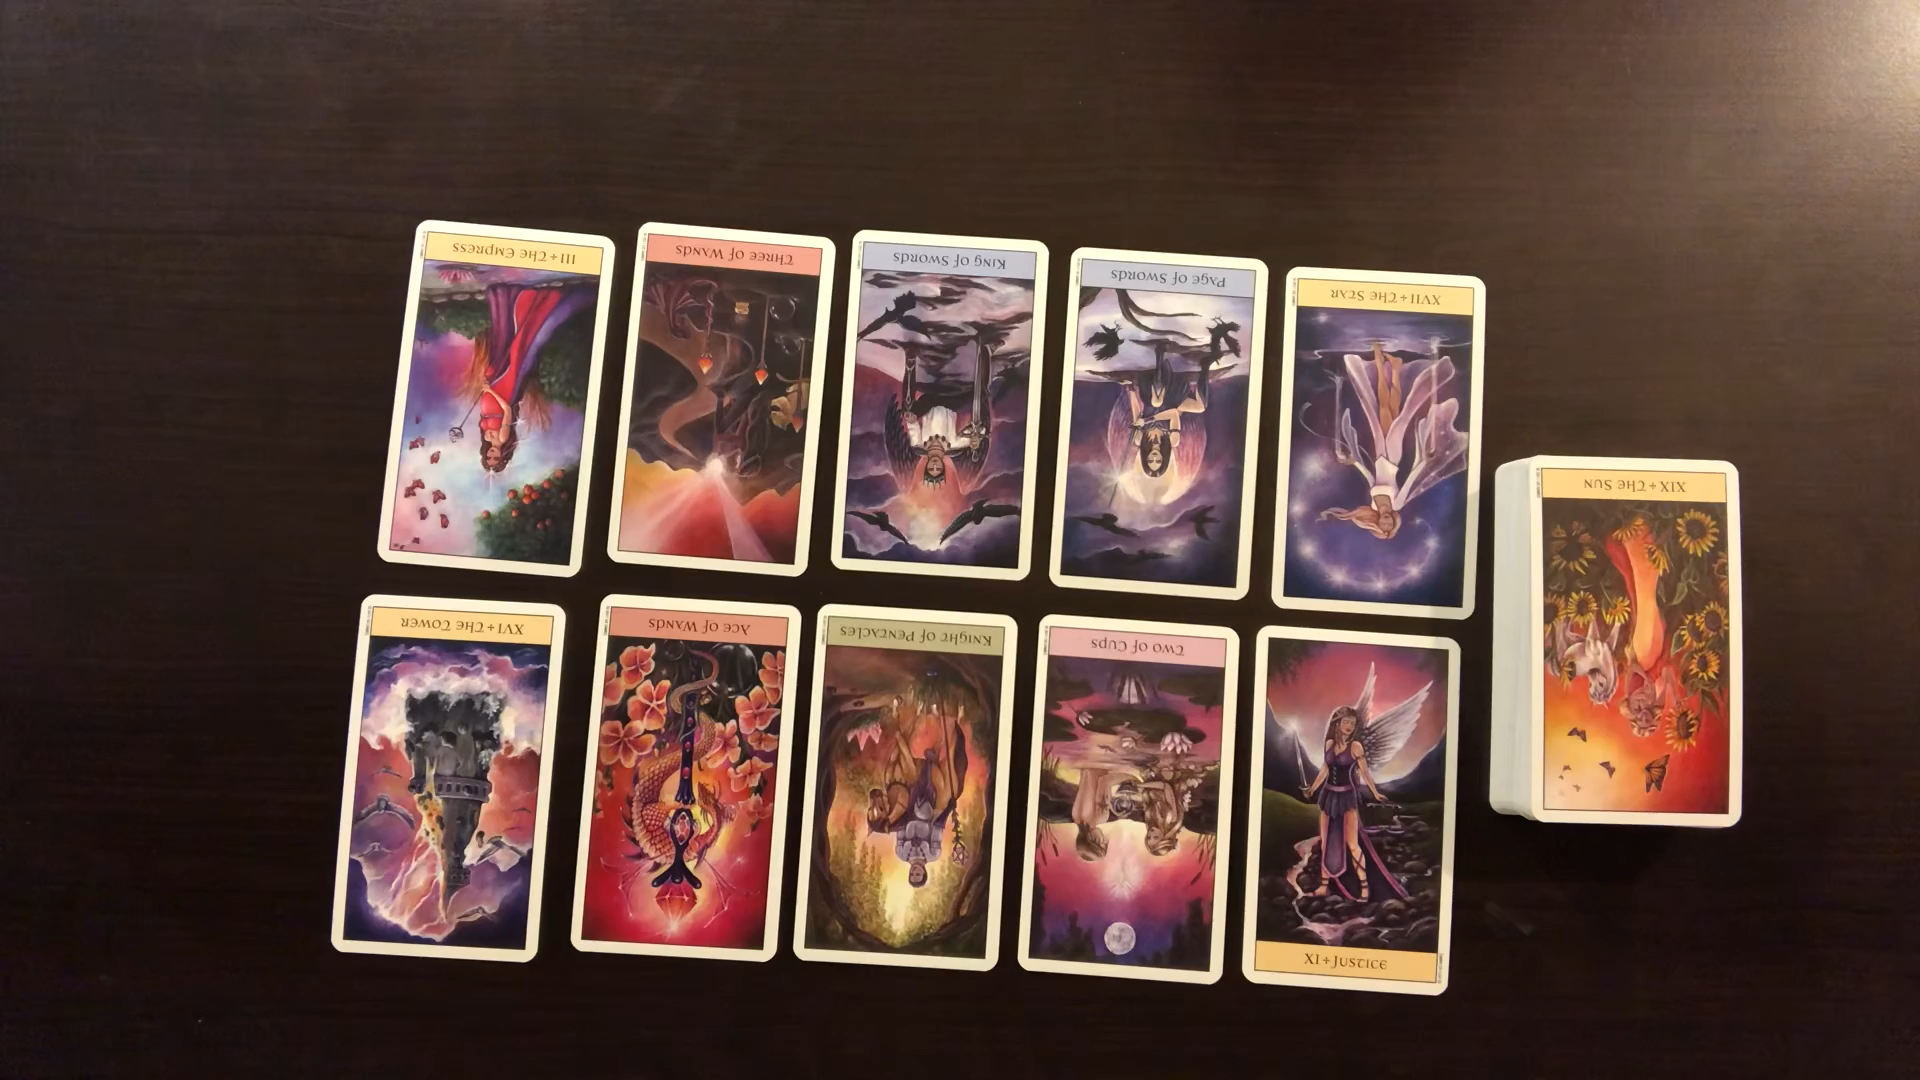 III + The Empress
Three of Wands
King of Swords
Page of Swords
XVII + The Star
XIX + The Sun
XVI + The Tower
Ace of Wands
Knight of Pentacles
Two of Cups
XI + Justice